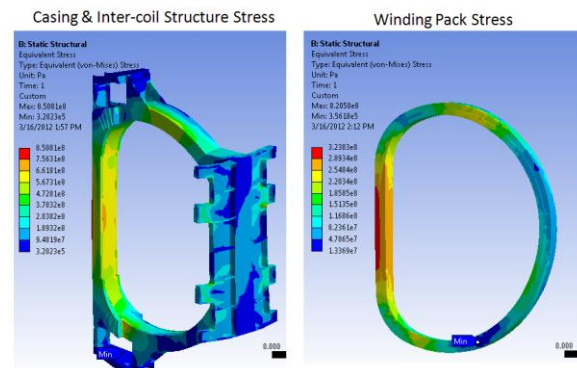 Casing & Inter-coil Structure Stress
B: Static Structural
Equivalent Stress
Type: Equivalent (von-Mises) Stress
Unit: Pa
Time: 1
Custom
Max: 8.5081e8
Min: 3.2023e5
3/16/2012 1:57 PM
8.5081e8
7.5631e8
6.6181e8
5.6731e8
4.7281e8
3.7832e8
2.8382e8
1.8932e8
9.4819e7
3.2023e5
Min
0.000
Winding Pack Stress
B: Static Structural
Equivalent Stress
Type: Equivalent (von-Mises) Stress
Unit: Pa
Time: 1
Custom
Max: 8.2058e8
Min: 3.5618e5
3/16/2012 2:12 PM
3.2383e8
2.8934e8
2.5484e8
2.2034e8
1.8585e8
1.5135e8
1.1686e8
8.2361e7
4.7865e7
1.3369e7
Min
0.000